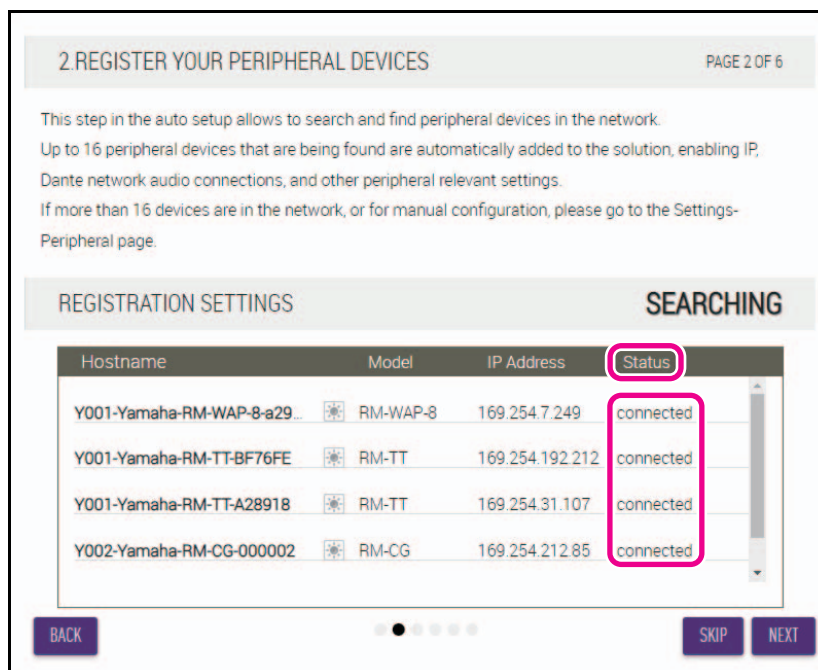 2.REGISTER YOUR PERIPHERAL DEVICES PAGE 2 OF 6
This step in the auto setup allows to search and find peripheral devices in the network.
Up to 16 peripheral devices that are being found are automatically added to the solution, enabling IP,
Dante network audio connections, and other peripheral relevant settings.
If more than 16 devices are in the network, or for manual configuration, please go to the Settings-
Peripheral page.
REGISTRATION SETTINGS SEARCHING
Hostname Model IP Address Status
Y001-Yamaha-RM-WAP-8-a29... RM-WAP-8 169.254.7.249 connected
Y001-Yamaha-RM-TT-BF76FE RM-TT 169.254.192.212 connected
Y001-Yamaha-RM-TT-A28918 RM-TT 169.254.31.107 connected
Y002-Yamaha-RM-CG-000002 RM-CG 169.254.212.85 connected
BACK SKIP NEXT